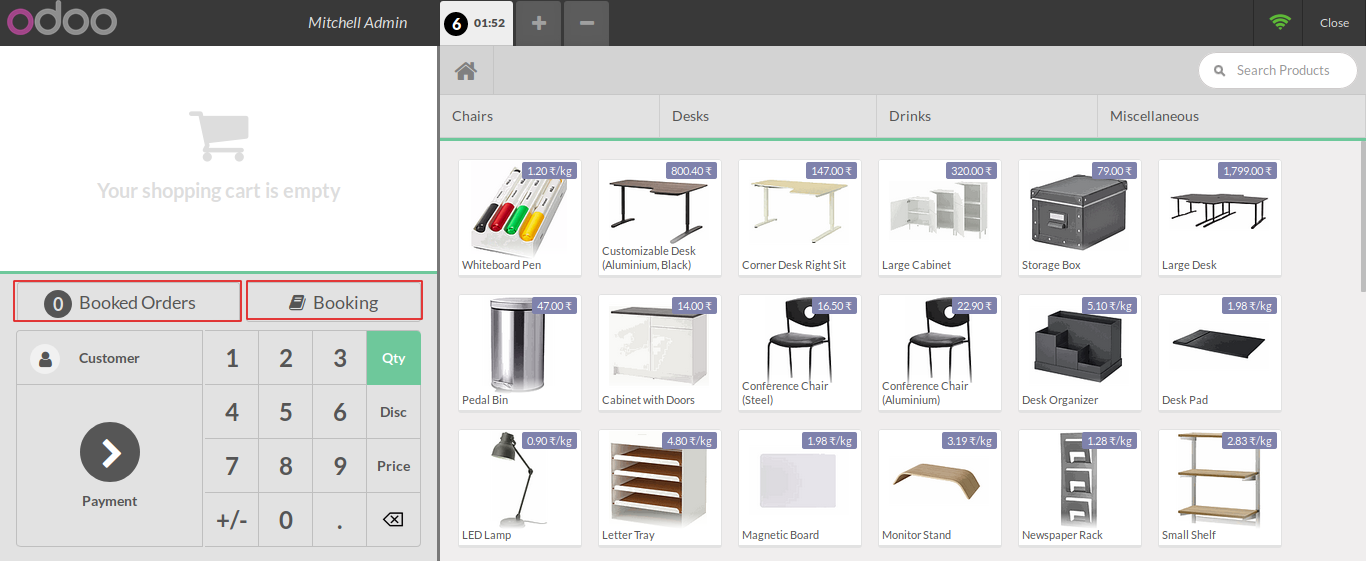 odoo
Mitchell Admin
6 01:52
+
−
Close
Your shopping cart is empty
0 Booked Orders
Booking
Customer
1 2 3 Qty
4 5 6 Disc
7 8 9 Price
+/- 0 .
Payment
Search Products
Chairs
Desks
Drinks
Miscellaneous
1.20 ₹/kg
Whiteboard Pen
800.40 ₹
Customizable Desk
(Aluminium, Black)
147.00 ₹
Corner Desk Right Sit
320.00 ₹
Large Cabinet
79.00 ₹
Storage Box
1,799.00 ₹
Large Desk
47.00 ₹
Pedal Bin
14.00 ₹
Cabinet with Doors
16.50 ₹
Conference Chair
(Steel)
22.90 ₹
Conference Chair
(Aluminium)
5.10 ₹/kg
Desk Organizer
1.98 ₹/kg
Desk Pad
0.90 ₹/kg
LED Lamp
4.80 ₹/kg
Letter Tray
1.98 ₹/kg
Magnetic Board
3.19 ₹/kg
Monitor Stand
1.28 ₹/kg
Newspaper Rack
2.83 ₹/kg
Small Shelf